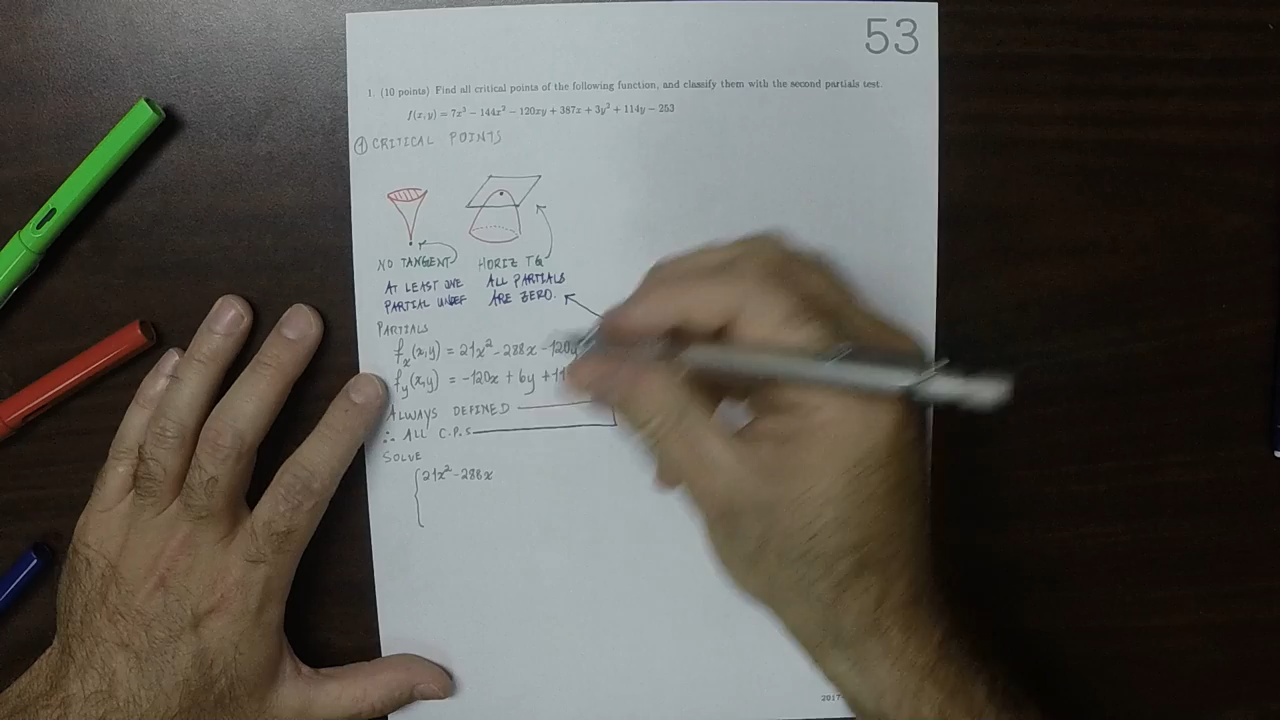 53
1. (10 points) Find all critical points of the following function, and classify them with the second partials test.
f(x, y) = 7x³ − 144x² − 120xy + 387x + 3y² + 114y − 253
① CRITICAL POINTS
NO TANGENT HORIZ TG
AT LEAST ONE ALL PARTIALS
PARTIAL UNDEF ARE ZERO.
PARTIALS
fx(x,y) = 21x² - 288x - 120y
fy(x,y) = -120x + 6y + 11
ALWAYS DEFINED
∴ ALL C.P.s
SOLVE
{ 21x² - 288x
2017